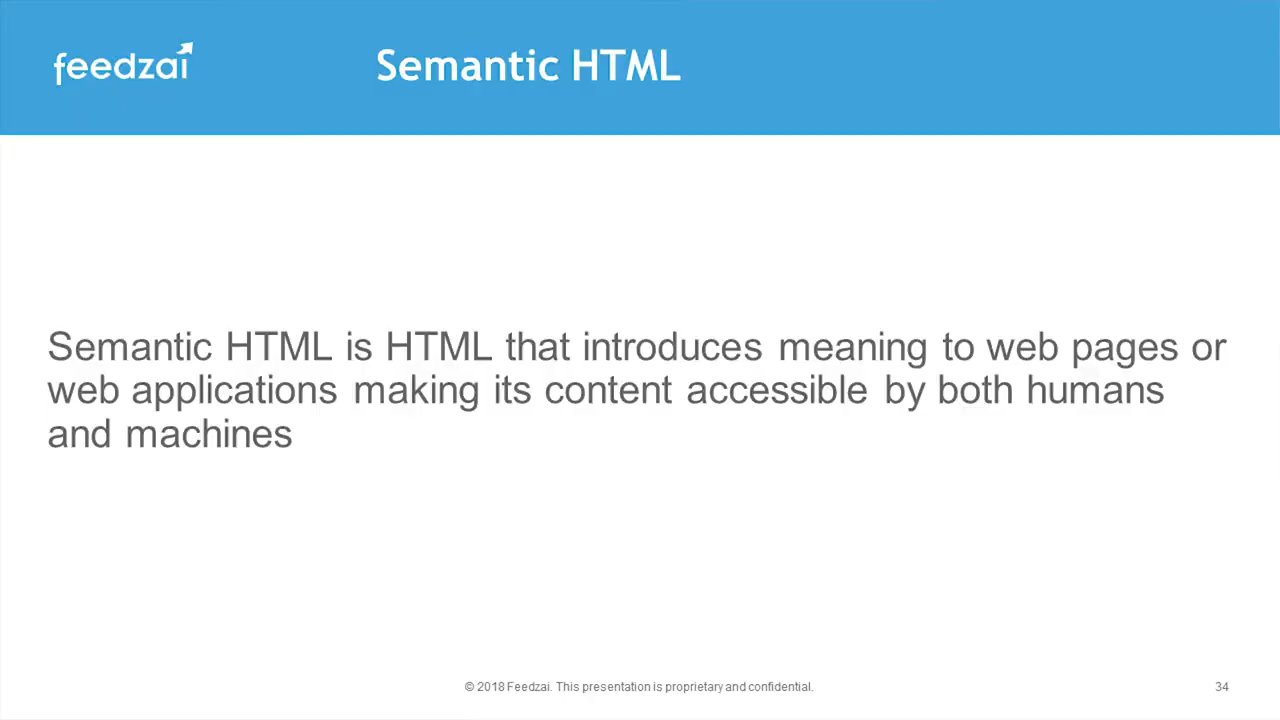 feedzai
Semantic HTML
Semantic HTML is HTML that introduces meaning to web pages or
web applications making its content accessible by both humans
and machines
© 2018 Feedzai. This presentation is proprietary and confidential.
34